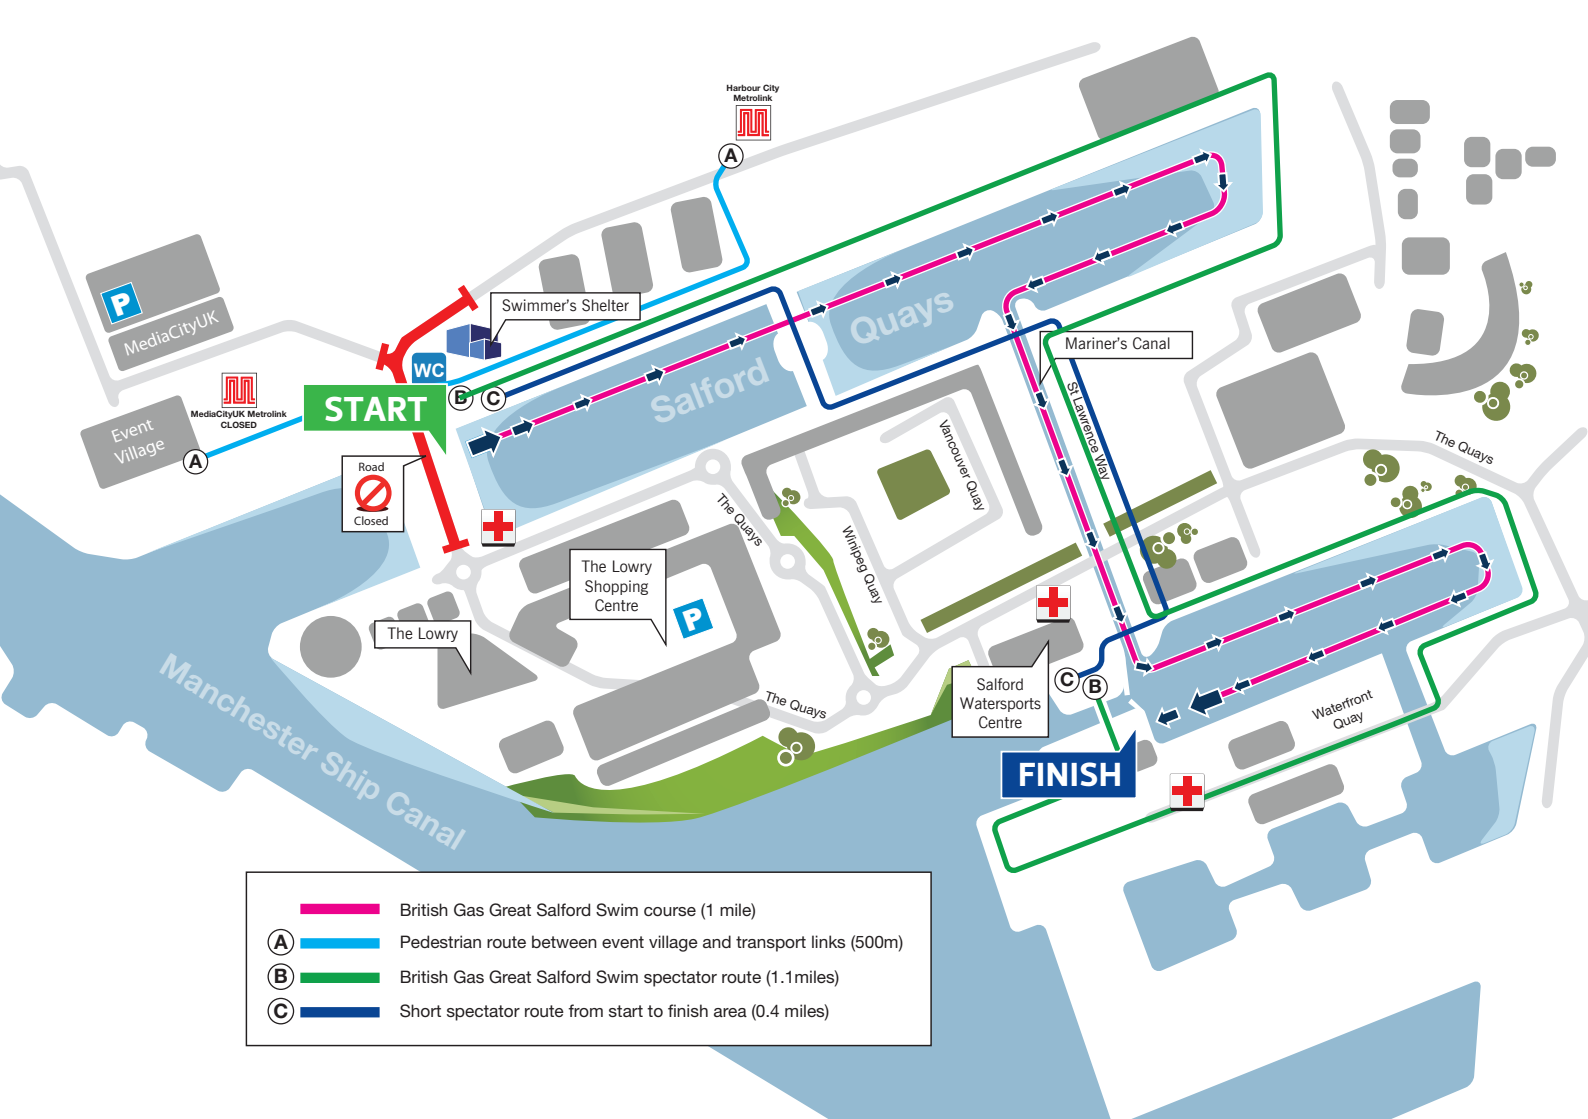 Harbour City
Metrolink
A
Swimmer's Shelter
P
MediaCityUK
WC
MediaCityUK Metrolink
CLOSED
START
B
C
Event
Village
A
Road
Closed
Salford
Quays
Mariner's Canal
St Lawrence Way
The Quays
Vancouver Quay
The Quays
Winipeg Quay
The Lowry
Shopping
Centre
P
The Lowry
The Quays
Salford
Watersports
Centre
C
B
Waterfront
Quay
FINISH
Manchester Ship Canal
British Gas Great Salford Swim course (1 mile)
A Pedestrian route between event village and transport links (500m)
B British Gas Great Salford Swim spectator route (1.1miles)
C Short spectator route from start to finish area (0.4 miles)